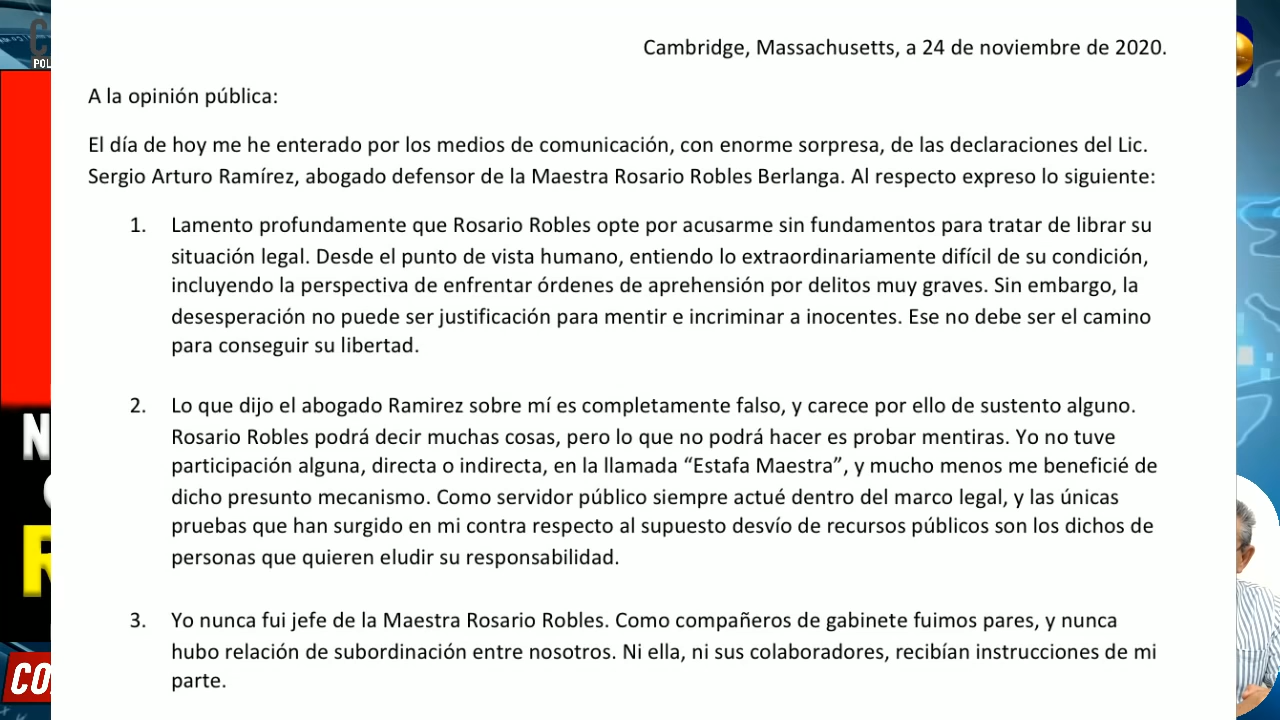 Cambridge, Massachusetts, a 24 de noviembre de 2020.
A la opinión pública:
El día de hoy me he enterado por los medios de comunicación, con enorme sorpresa, de las declaraciones del Lic.
Sergio Arturo Ramírez, abogado defensor de la Maestra Rosario Robles Berlanga. Al respecto expreso lo siguiente:
1. Lamento profundamente que Rosario Robles opte por acusarme sin fundamentos para tratar de librar su
situación legal. Desde el punto de vista humano, entiendo lo extraordinariamente difícil de su condición,
incluyendo la perspectiva de enfrentar órdenes de aprehensión por delitos muy graves. Sin embargo, la
desesperación no puede ser justificación para mentir e incriminar a inocentes. Ese no debe ser el camino
para conseguir su libertad.
2. Lo que dijo el abogado Ramirez sobre mí es completamente falso, y carece por ello de sustento alguno.
Rosario Robles podrá decir muchas cosas, pero lo que no podrá hacer es probar mentiras. Yo no tuve
participación alguna, directa o indirecta, en la llamada “Estafa Maestra”, y mucho menos me beneficié de
dicho presunto mecanismo. Como servidor público siempre actué dentro del marco legal, y las únicas
pruebas que han surgido en mi contra respecto al supuesto desvío de recursos públicos son los dichos de
personas que quieren eludir su responsabilidad.
3. Yo nunca fui jefe de la Maestra Rosario Robles. Como compañeros de gabinete fuimos pares, y nunca
hubo relación de subordinación entre nosotros. Ni ella, ni sus colaboradores, recibían instrucciones de mi
parte.